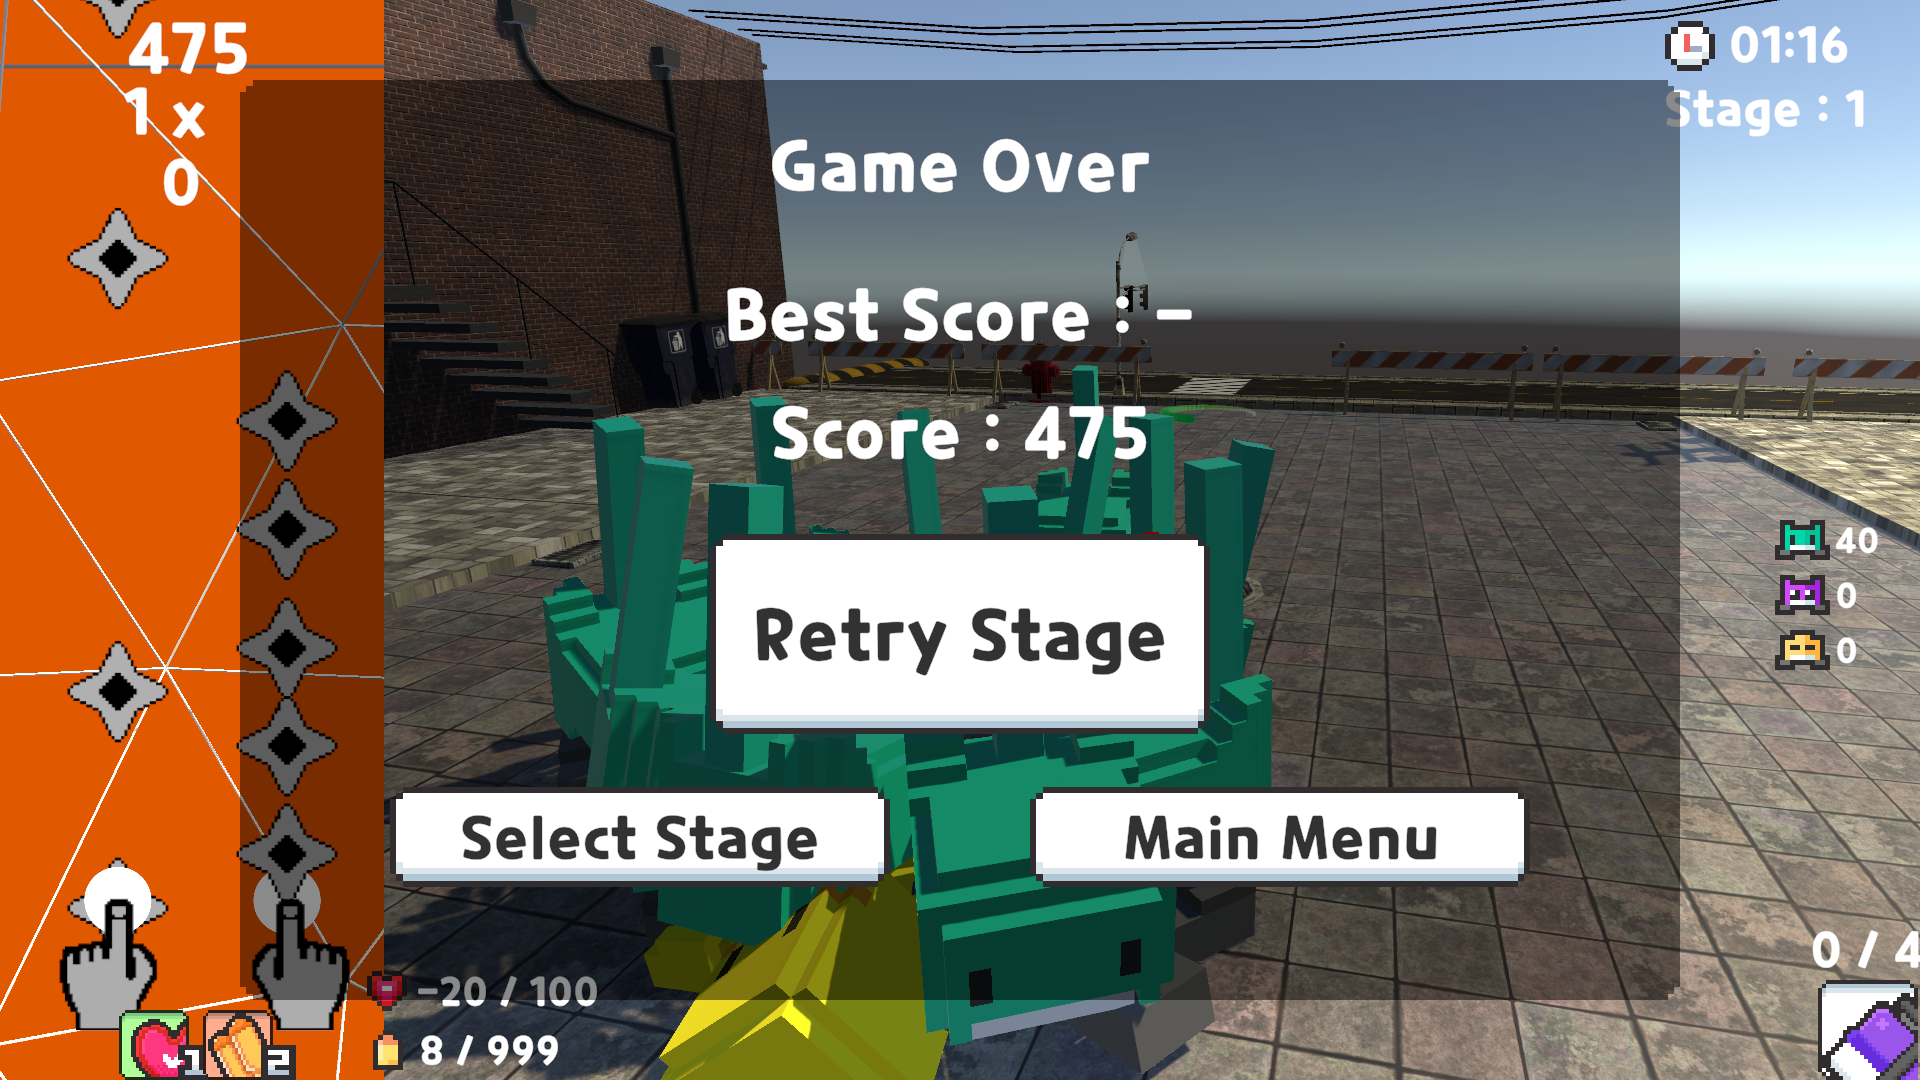 475
1 x
0
01:16
Stage : 1
Game Over
Best Score : -
Score : 475
Retry Stage
Select Stage
Main Menu
40
0
0
-20 / 100
8 / 999
1
2
0 / 4